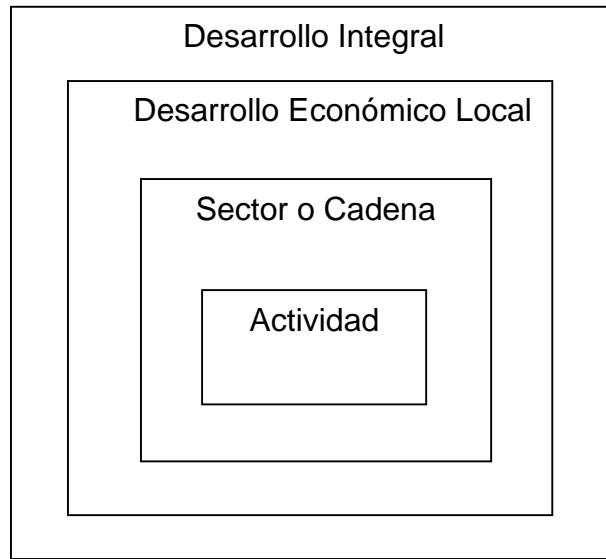 Desarrollo Integral
Desarrollo Económico Local
Sector o Cadena
Actividad